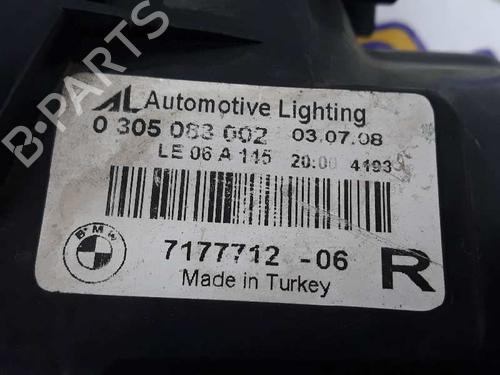 B-PARTS
AL Automotive Lighting
0 305 083 002 03.07.08
LE 06 A 115 20:00 4193
BMW
7177712 -06 R
Made in Turkey